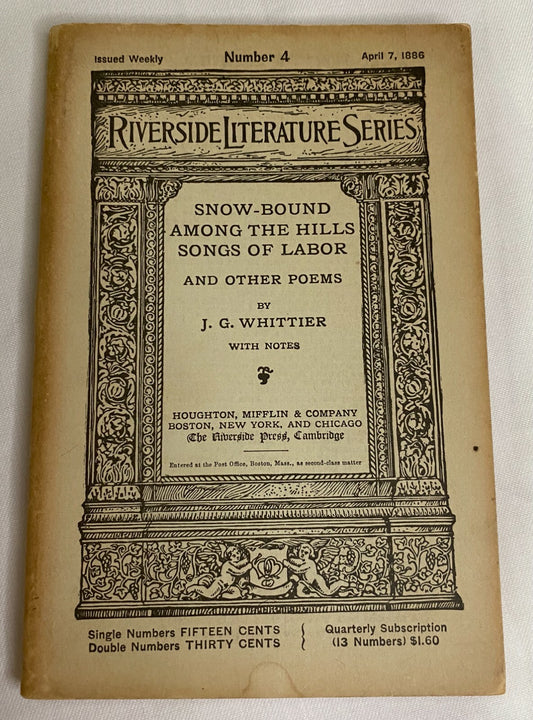 Issued Weekly Number 4 April 7, 1886
RIVERSIDE LITERATURE SERIES
SNOW-BOUND
AMONG THE HILLS
SONGS OF LABOR
AND OTHER POEMS
BY
J. G. WHITTIER
WITH NOTES
HOUGHTON, MIFFLIN & COMPANY
BOSTON, NEW YORK, AND CHICAGO
The Riverside Press, Cambridge
Entered at the Post Office, Boston, Mass., as second-class matter
Single Numbers FIFTEEN CENTS
Double Numbers THIRTY CENTS
Quarterly Subscription
(13 Numbers) $1.60